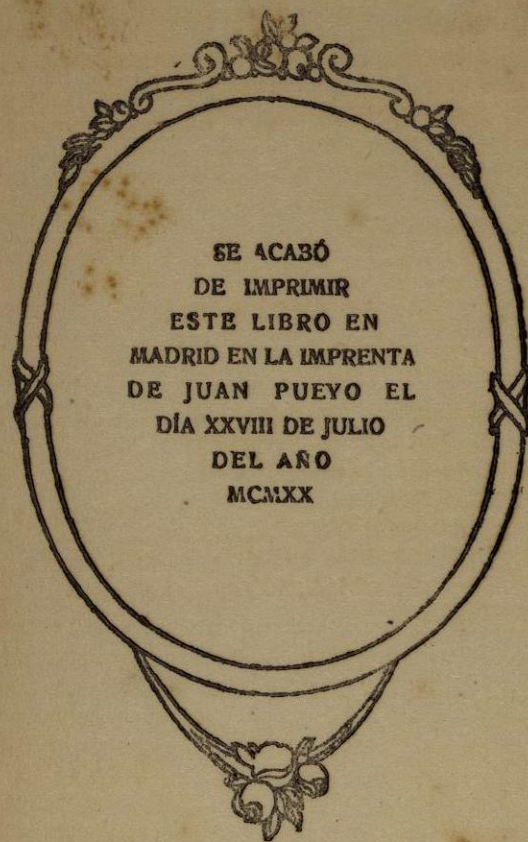 SE ACABÓ
DE IMPRIMIR
ESTE LIBRO EN
MADRID EN LA IMPRENTA
DE JUAN PUEYO EL
DÍA XXVIII DE JULIO
DEL AÑO
MCMXX